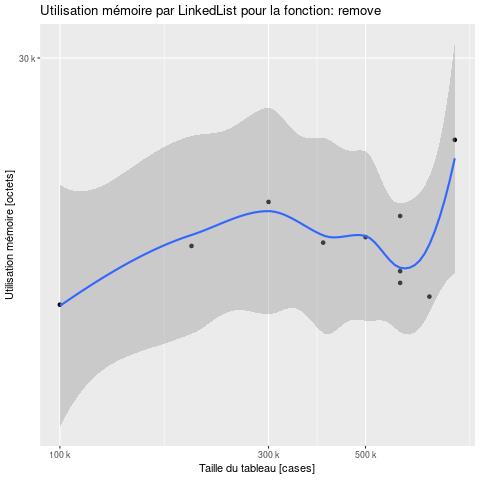 Utilisation mémoire par LinkedList pour la fonction: remove
30 k
Utilisation mémoire [octets]
100 k
300 k
500 k
Taille du tableau [cases]